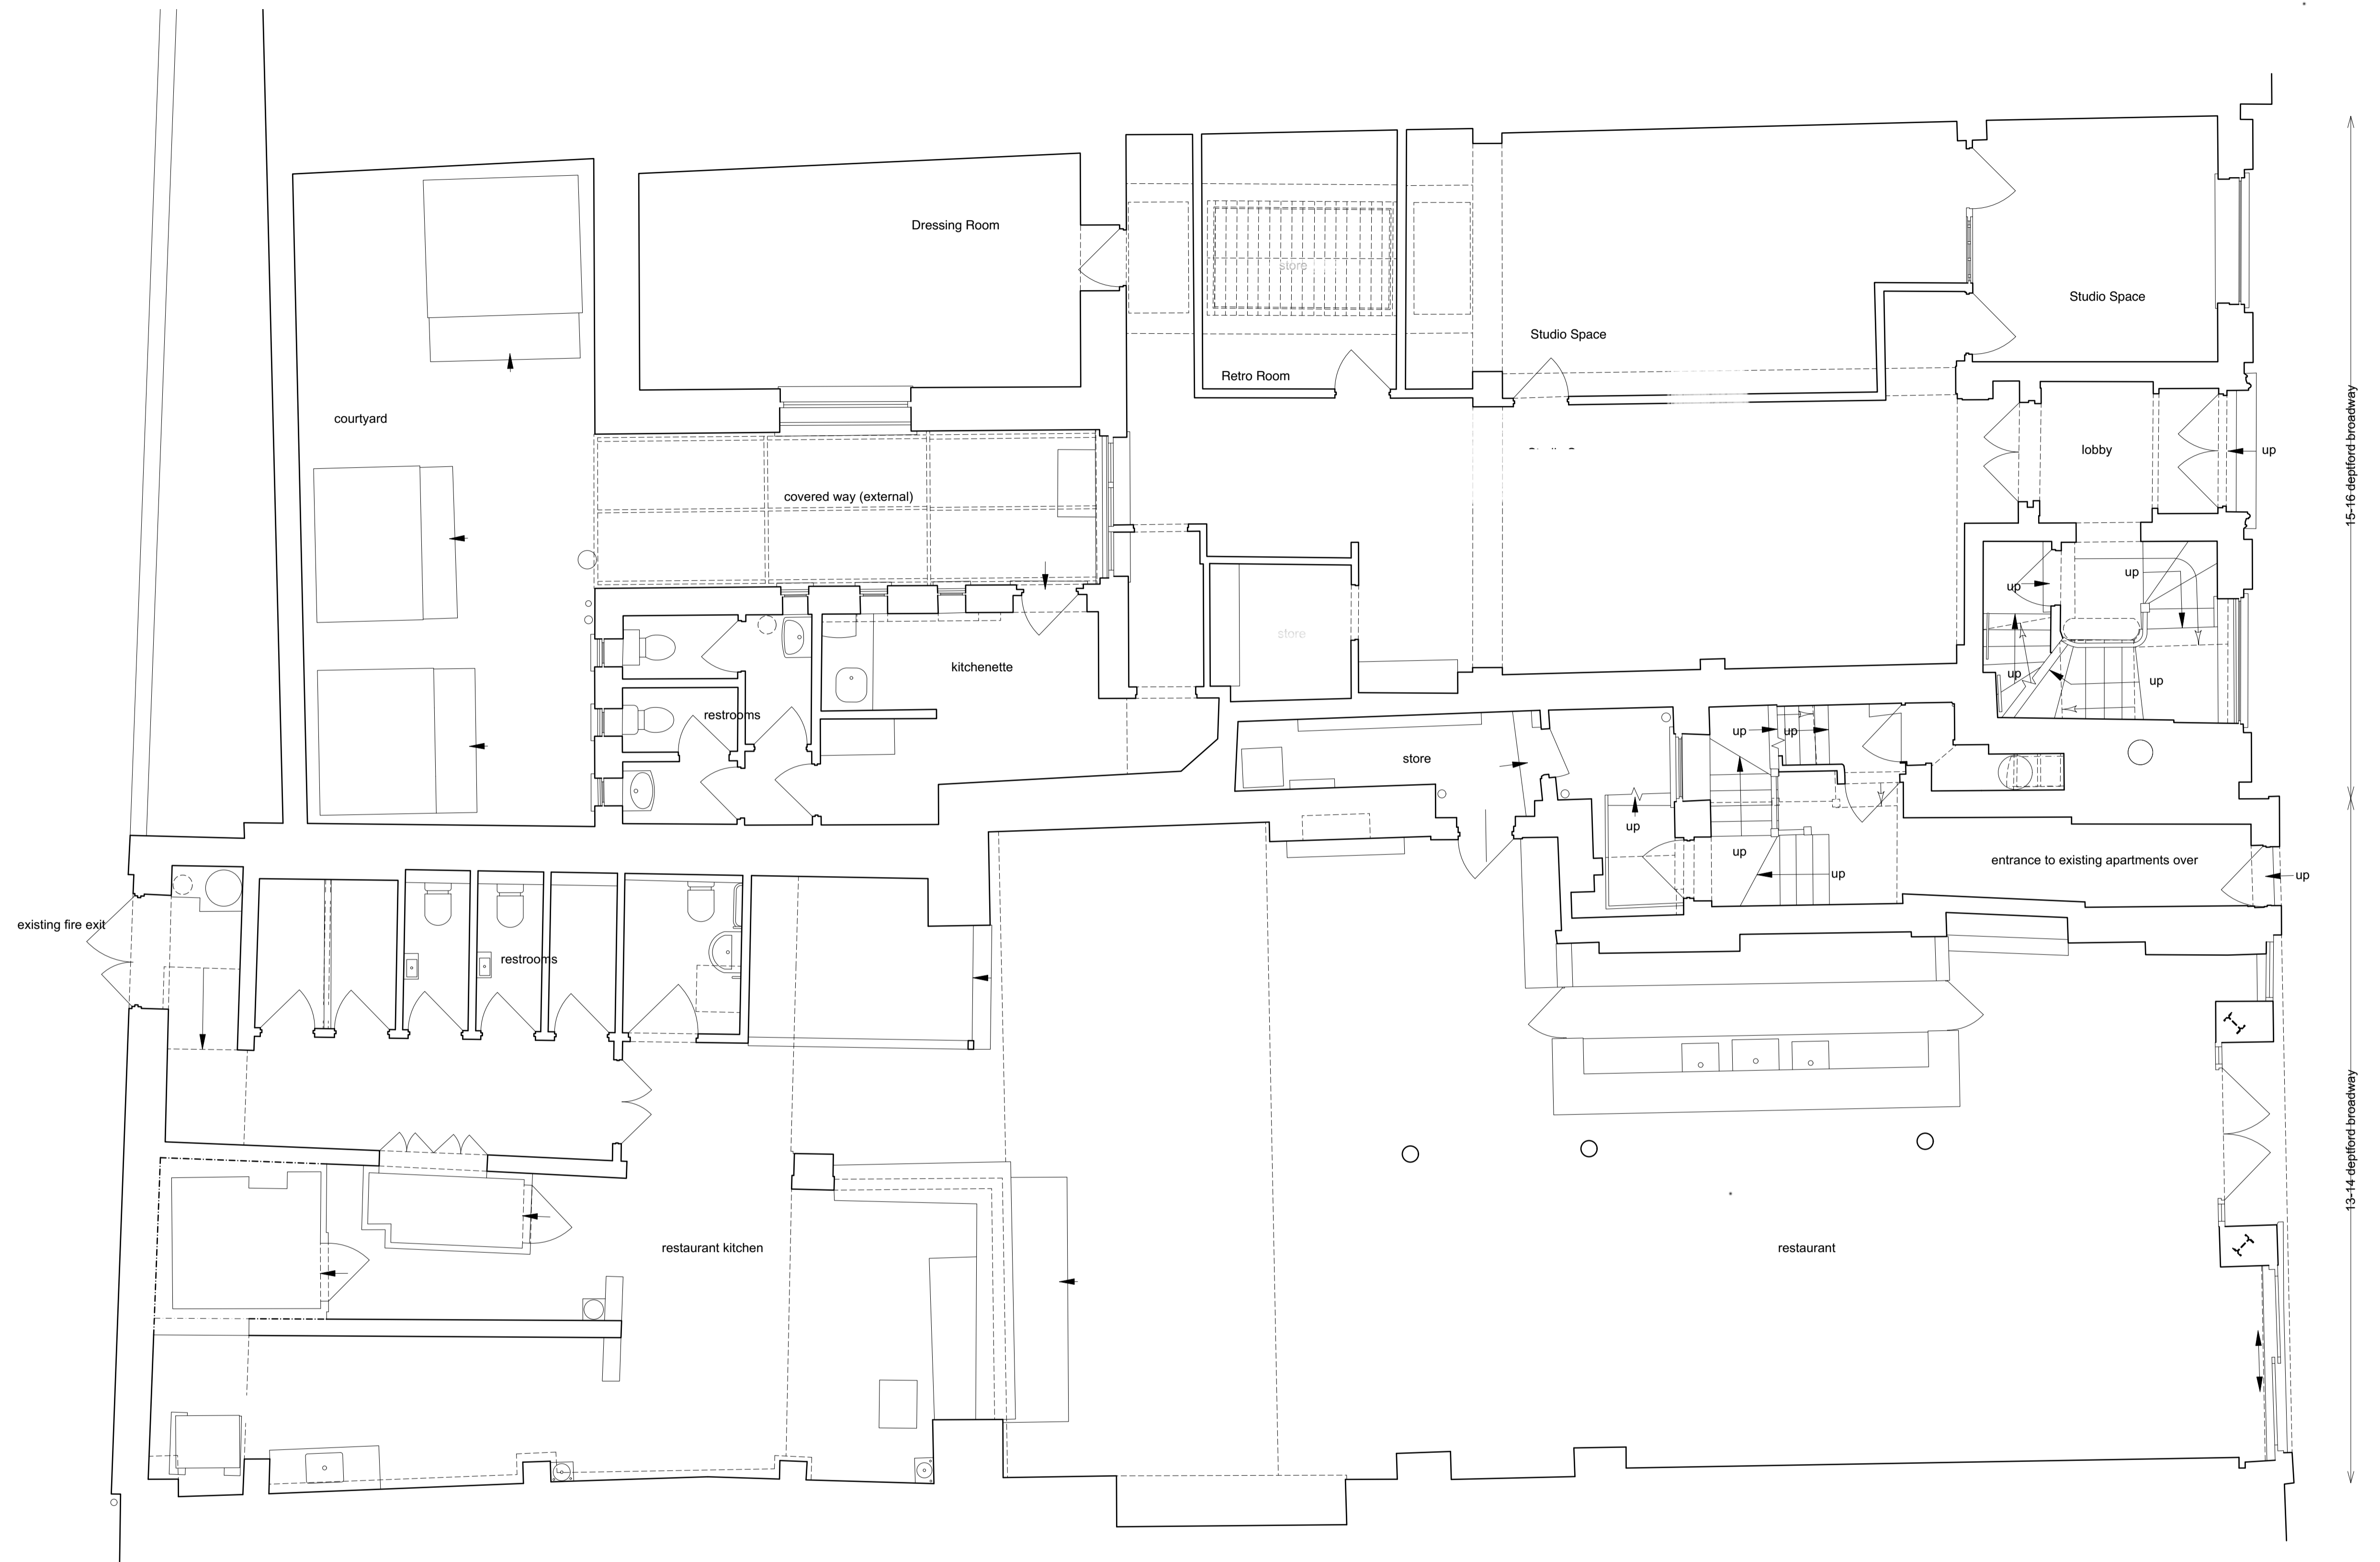 Dressing Room
store
Studio Space
Studio Space
Retro Room
courtyard
lobby
up
15-16 deptford broadway
covered way (external)
up
up
store
kitchenette
up
up
restrooms
up
up
store
up
up
entrance to existing apartments over
up
up
existing fire exit
restrooms
13-14 deptford broadway
restaurant kitchen
restaurant